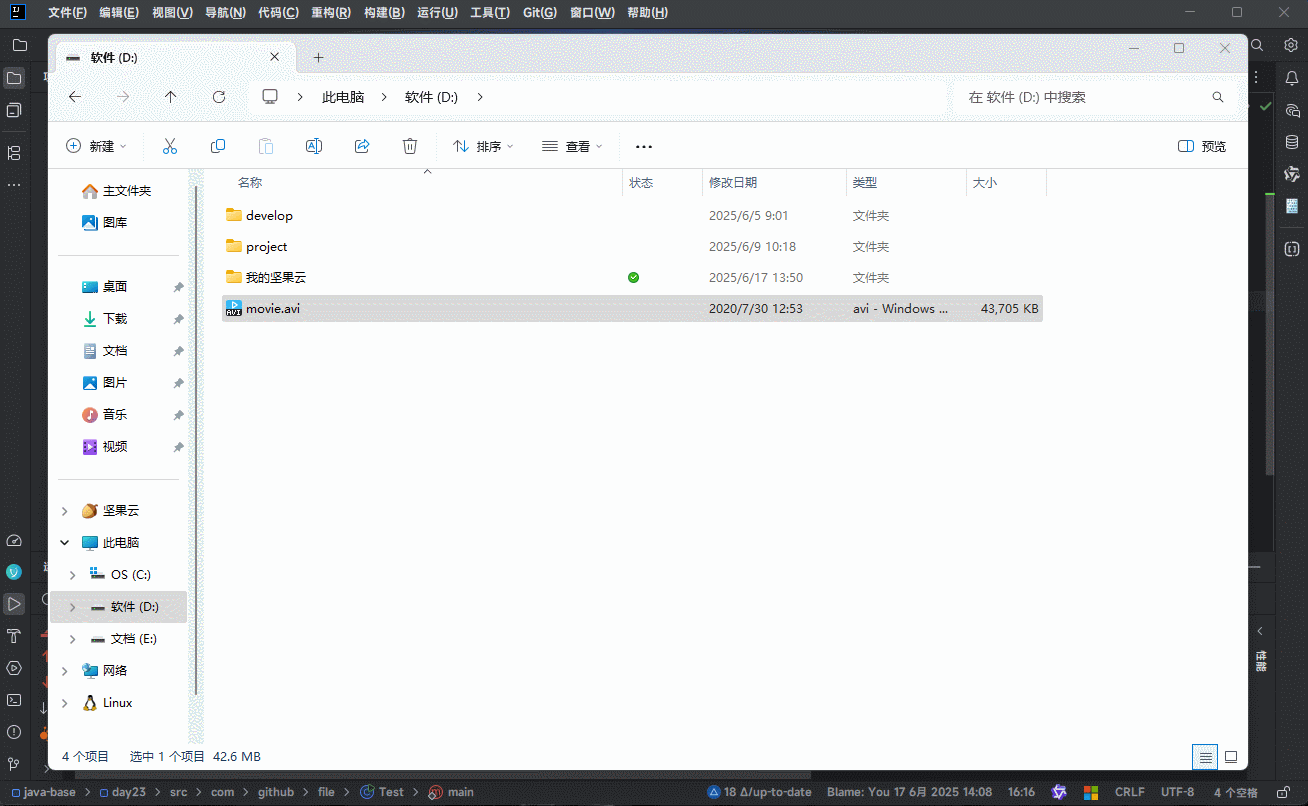 文件(F) 编辑(E) 视图(V) 导航(N) 代码(C) 重构(R) 构建(B) 运行(U) 工具(T) Git(G) 窗口(W) 帮助(H)
软件 (D:)
此电脑 软件 (D:) 在 软件 (D:) 中搜索
新建 排序 查看 预览
名称 状态 修改日期 类型 大小
主文件夹
图库
桌面
下载
文档
图片
音乐
视频
坚果云
此电脑
OS (C:)
软件 (D:)
文档 (E:)
网络
Linux
develop 2025/6/5 9:01 文件夹
project 2025/6/9 10:18 文件夹
我的坚果云 2025/6/17 13:50 文件夹
movie.avi 2020/7/30 12:53 avi - Windows ... 43,705 KB
性能
4 个项目 选中 1 个项目 42.6 MB
java-base day23 src com github file Test main 18 Δ/up-to-date Blame: You 17 6月 2025 14:08 16:16 CRLF UTF-8 4 个空格